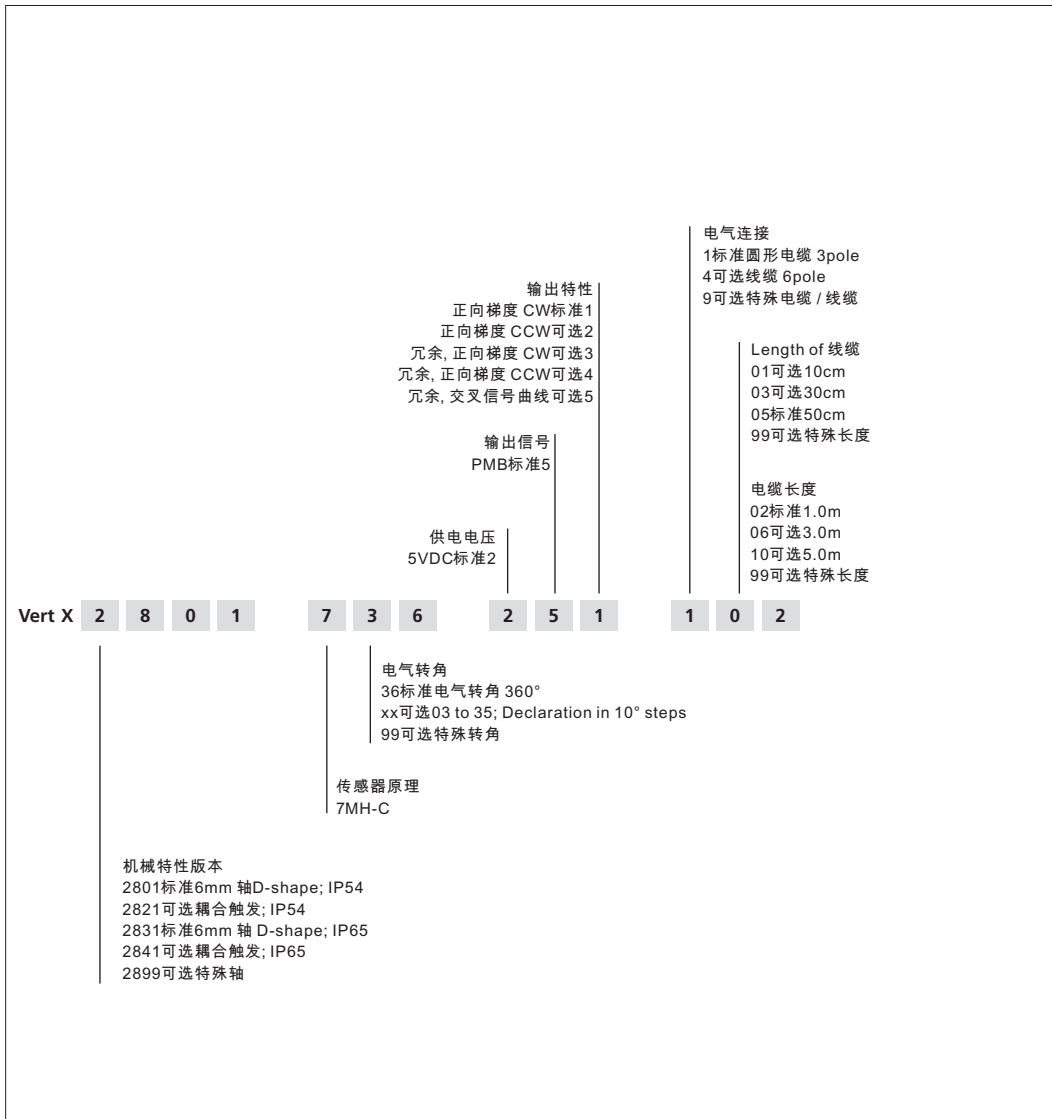 电气连接
1标准圆形电缆 3pole
4可选线缆 6pole
9可选特殊电缆 / 线缆
输出特性
正向梯度 CW标准1
正向梯度 CCW可选2
冗余, 正向梯度 CW可选3
冗余, 正向梯度 CCW可选4
冗余, 交叉信号曲线可选5
Length of 线缆
01可选10cm
03可选30cm
05标准50cm
99可选特殊长度
输出信号
PMB标准5
电缆长度
02标准1.0m
06可选3.0m
10可选5.0m
99可选特殊长度
供电电压
5VDC标准2
Vert X 2 8 0 1 7 3 6 2 5 1 1 0 2
电气转角
36标准电气转角 360°
xx可选03 to 35; Declaration in 10° steps
99可选特殊转角
传感器原理
7MH-C
机械特性版本
2801标准6mm 轴D-shape; IP54
2821可选耦合触发; IP54
2831标准6mm 轴 D-shape; IP65
2841可选耦合触发; IP65
2899可选特殊轴